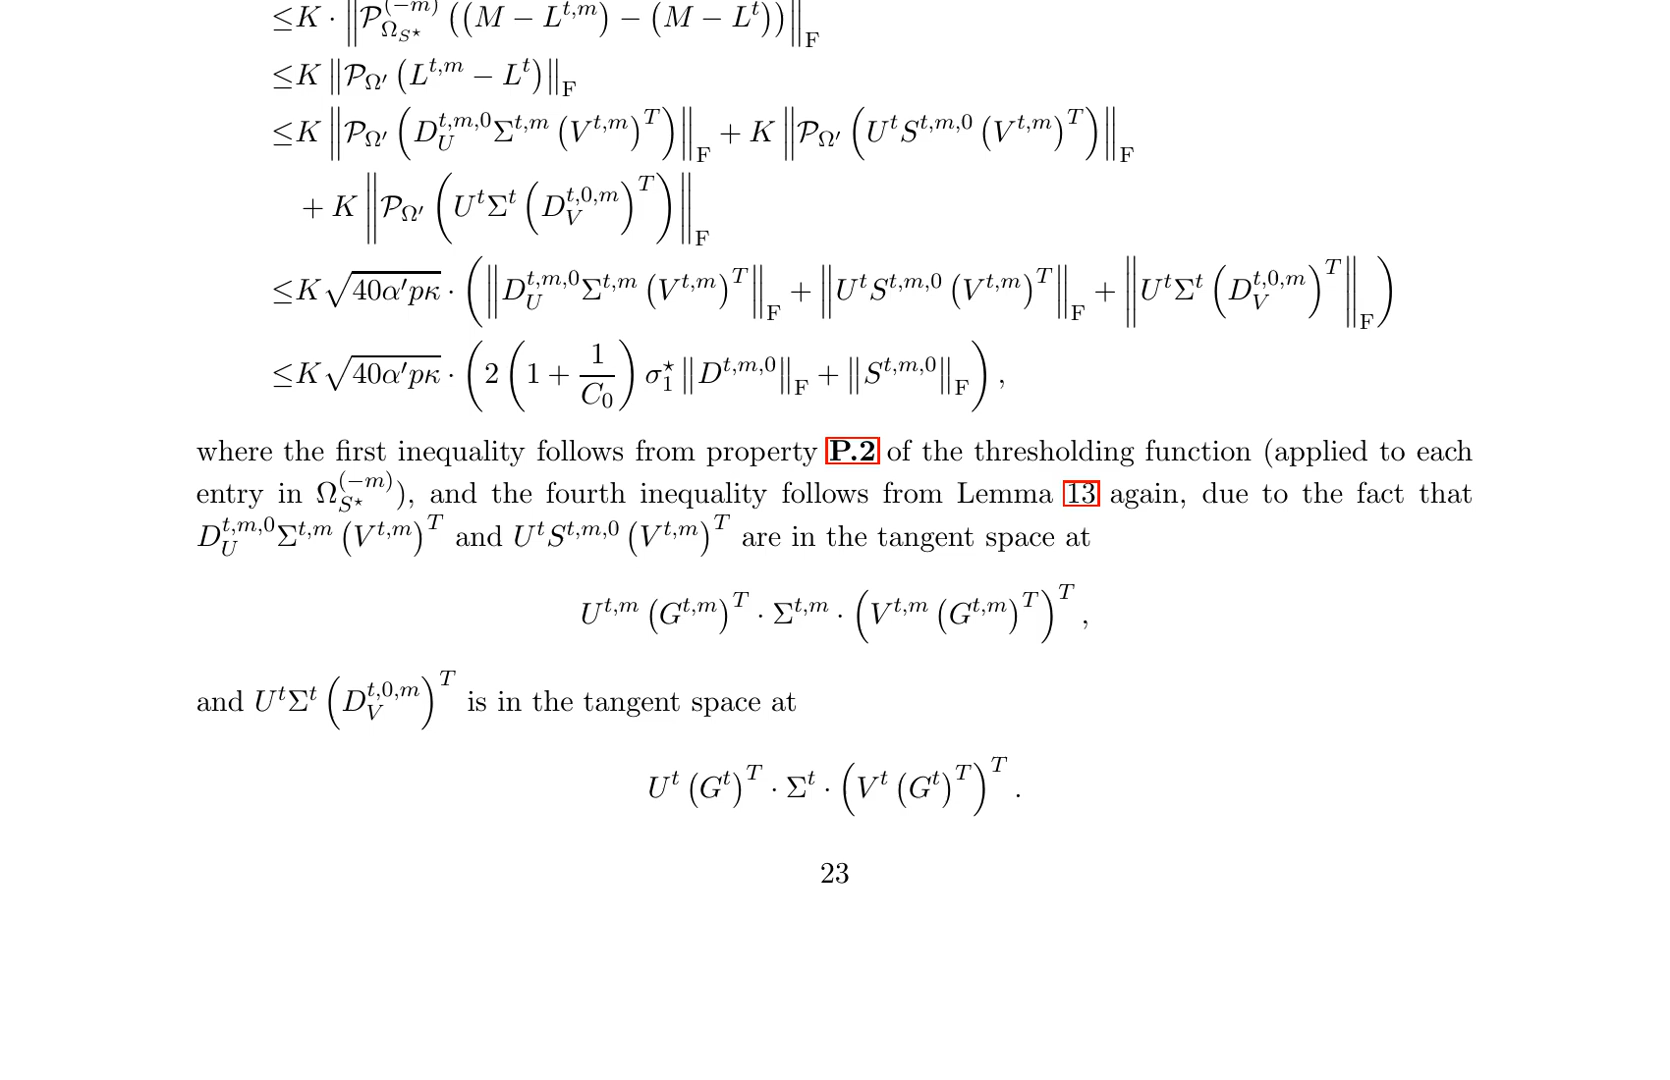 ≤K · ‖𝒫_{Ω_{S⋆}}^{(−m)} ((M − L^{t,m}) − (M − L^t))‖_F
≤K ‖𝒫_{Ω′} (L^{t,m} − L^t)‖_F
≤K ‖𝒫_{Ω′} (D_U^{t,m,0} Σ^{t,m} (V^{t,m})^T)‖_F + K ‖𝒫_{Ω′} (U^t S^{t,m,0} (V^{t,m})^T)‖_F
+ K ‖𝒫_{Ω′} (U^t Σ^t (D_V^{t,0,m})^T)‖_F
≤K √(40α′pκ) · (‖D_U^{t,m,0} Σ^{t,m} (V^{t,m})^T‖_F + ‖U^t S^{t,m,0} (V^{t,m})^T‖_F + ‖U^t Σ^t (D_V^{t,0,m})^T‖_F)
≤K √(40α′pκ) · (2 (1 + 1/C_0) σ_1^⋆ ‖D^{t,m,0}‖_F + ‖S^{t,m,0}‖_F) ,
where the first inequality follows from property P.2 of the thresholding function (applied to each
entry in Ω_{S⋆}^{(−m)}), and the fourth inequality follows from Lemma 13 again, due to the fact that
D_U^{t,m,0} Σ^{t,m} (V^{t,m})^T and U^t S^{t,m,0} (V^{t,m})^T are in the tangent space at
U^{t,m} (G^{t,m})^T · Σ^{t,m} · (V^{t,m} (G^{t,m})^T)^T ,
and U^t Σ^t (D_V^{t,0,m})^T is in the tangent space at
U^t (G^t)^T · Σ^t · (V^t (G^t)^T)^T .
23